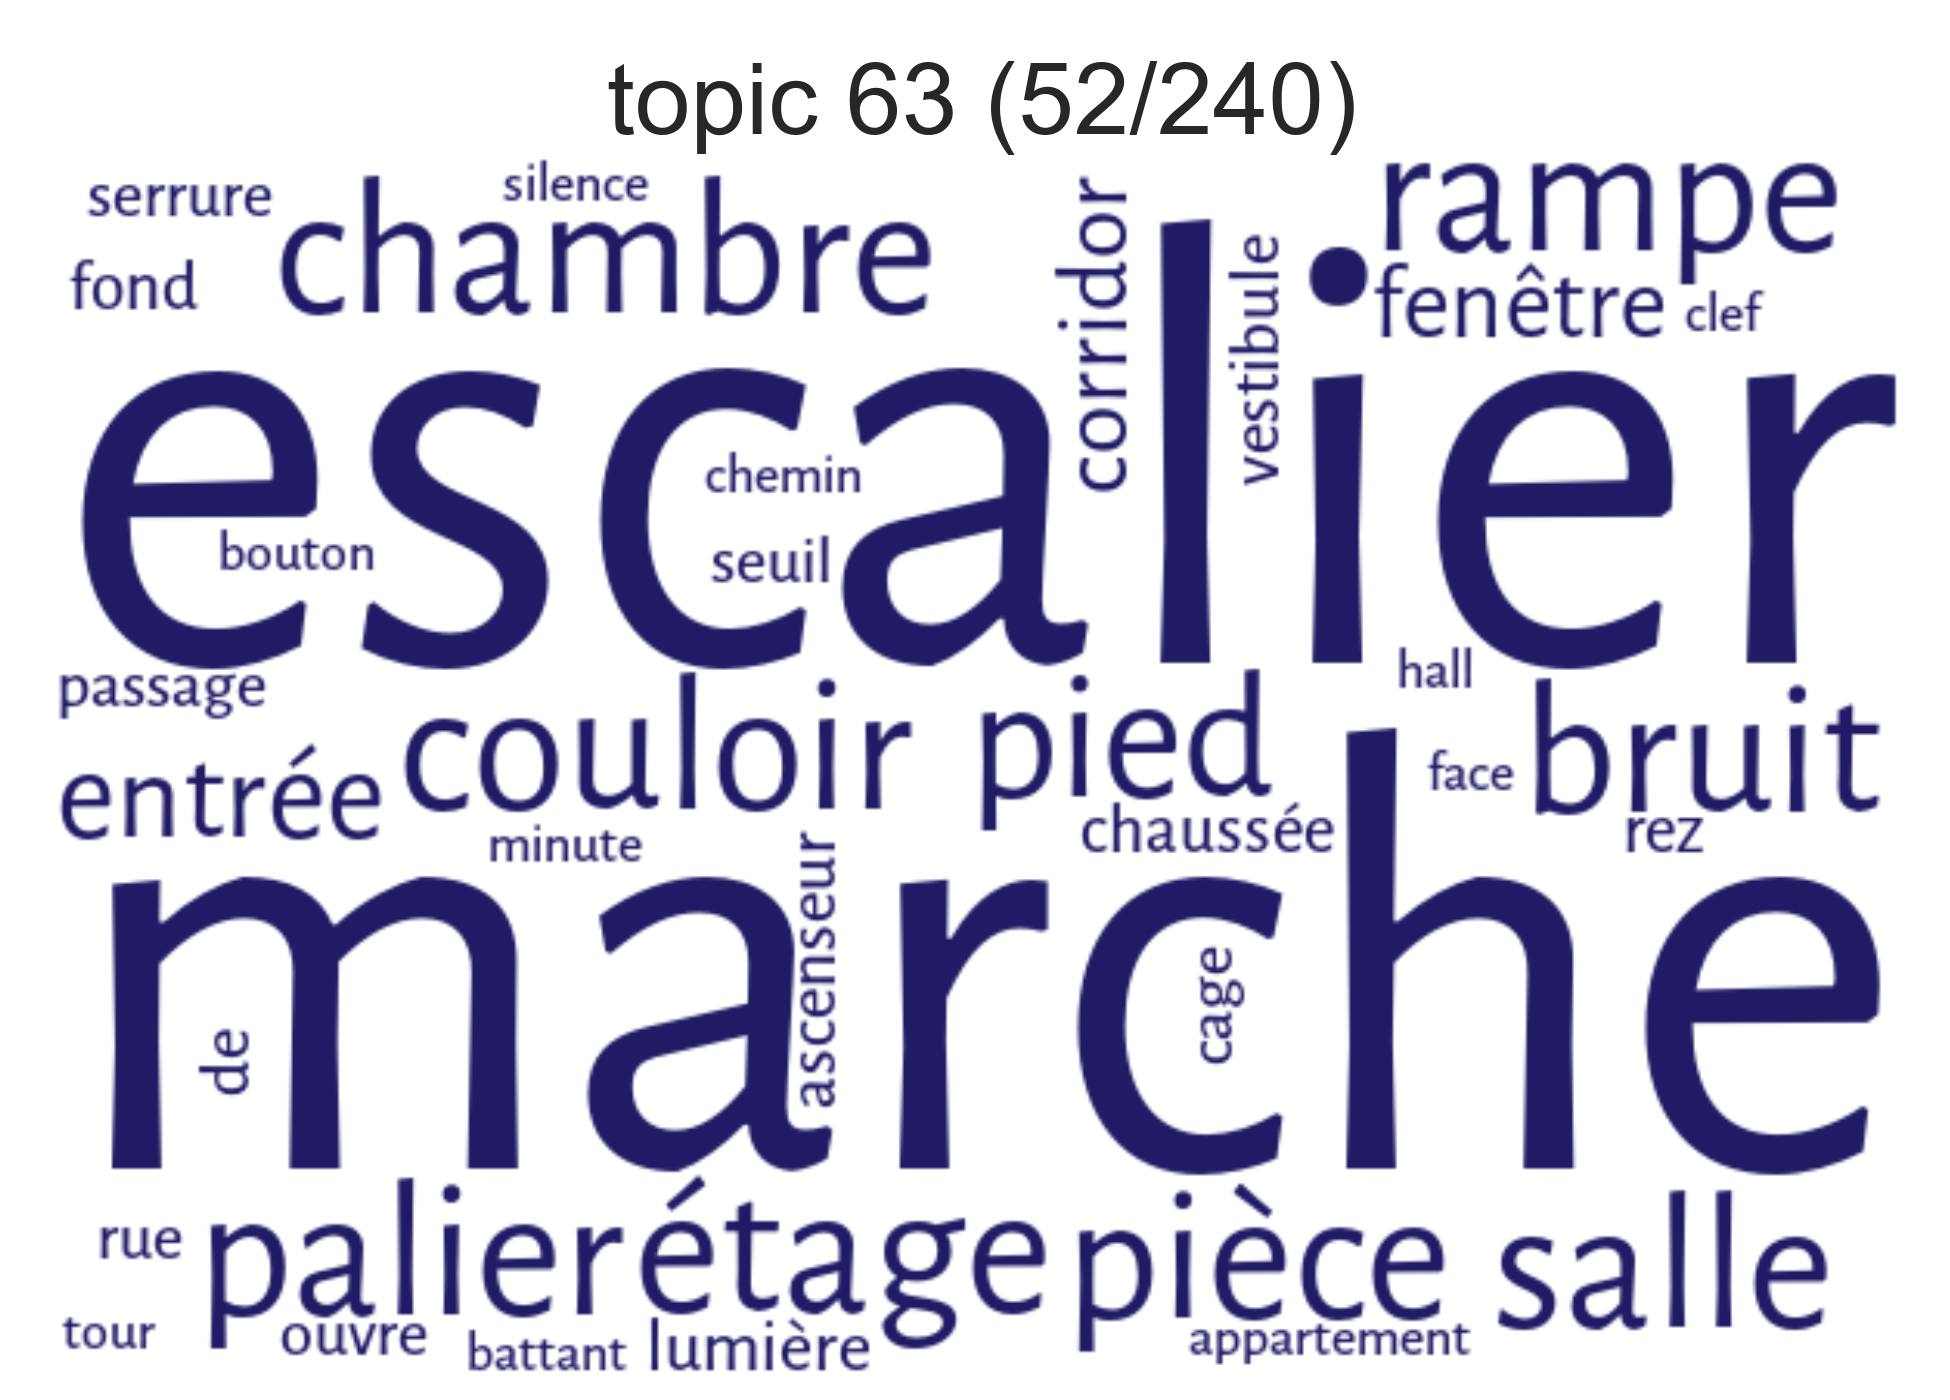 topic 63 (52/240)
serrure
silence
chambre
fond
corridor
vestibule
rampe
fenêtre
clef
escalier
chemin
bouton
seuil
passage
hall
couloir
pied
bruit
entrée
face
minute
chaussée
rez
ascenseur
marche
cage
de
rue
palier
étage
pièce
salle
tour
ouvre
battant
lumière
appartement